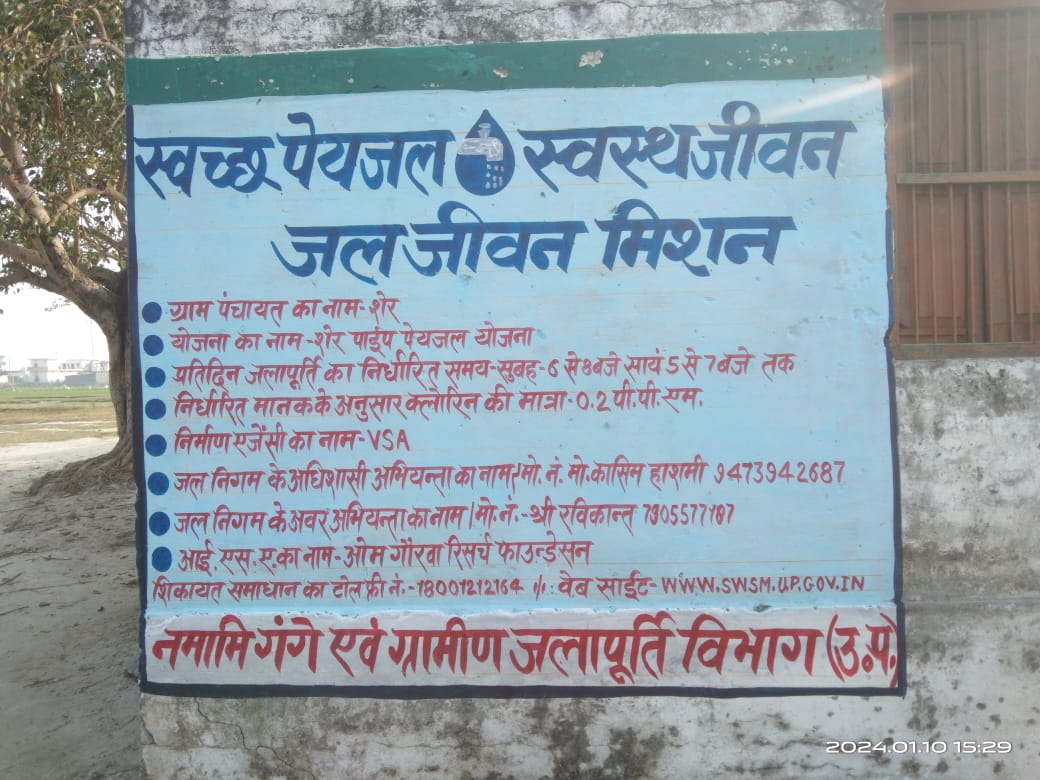 स्वच्छ पेयजल स्वस्थ जीवन
जल जीवन मिशन
ग्राम पंचायत का नाम-शेर
योजना का नाम-शेर पाईप पेयजल योजना
प्रतिदिन जलापूर्ति का निर्धारित समय-सुबह-6 से 8 बजे सायं 5 से 7 बजे तक
निर्धारित मानक के अनुसार क्लोरिन की मात्रा-0.2 पी.पी.एम.
निर्माण एजेंसी का नाम-VSA
जल निगम के अधिशासी अभियन्ता का नाम/मो. नं. मो. कासिम हाशमी 9473942687
जल निगम के अवर अभियन्ता का नाम/मो. नं.-श्री रविकान्त 7905577187
आई.एस.ए. का नाम-ओम गौरवा रिसर्च फाउन्डेसन
शिकायत समाधान का टोल फ्री नं.-18001212164 वेब साईट-WWW.SWSM.UP.GOV.IN
नमामि गंगे एवं ग्रामीण जलापूर्ति विभाग (उ.प्र.)
2024.01.10 15:29